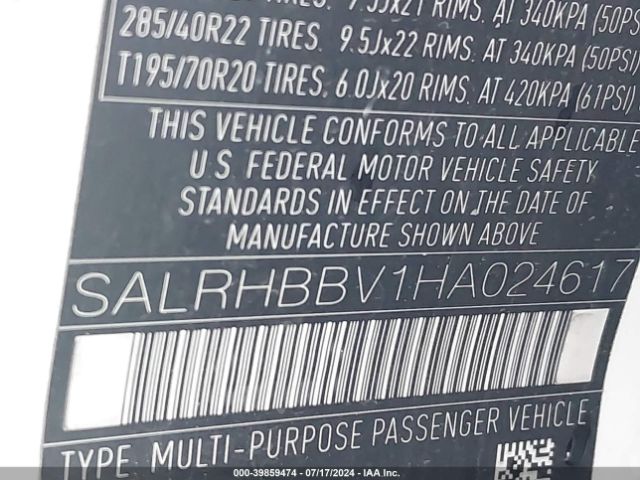 285/40R22 TIRES. 9.5Jx22 RIMS. AT 340KPA (50PSI)
T195/70R20 TIRES. 6.0Jx20 RIMS. AT 420KPA (61PSI)
THIS VEHICLE CONFORMS TO ALL APPLICABLE
U.S. FEDERAL MOTOR VEHICLE SAFETY
STANDARDS IN EFFECT ON THE DATE OF
MANUFACTURE SHOWN ABOVE
SALRHBBV1HA024617
TYPE MULTI-PURPOSE PASSENGER VEHICLE
000-39859474 / 07/17/2024 - IAA Inc.